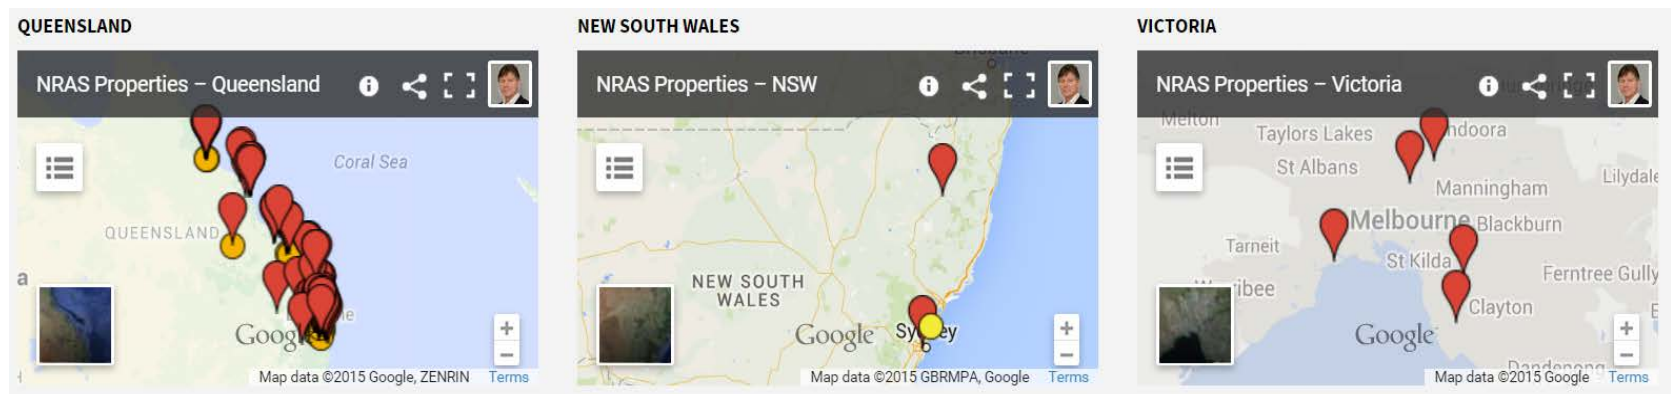 QUEENSLAND
NRAS Properties – Queensland
Coral Sea
QUEENSLAND
a
Google
Map data ©2015 Google, ZENRIN Terms
NEW SOUTH WALES
NRAS Properties – NSW
NEW SOUTH
WALES
Google
Map data ©2015 GBRMPA, Google Terms
VICTORIA
NRAS Properties – Victoria
Melton
Taylors Lakes
St Albans
Manningham
Lilydale
Melbourne
Blackburn
Tarneit
St Kilda
Ferntree Gully
Clayton
Google
Dandenong
Map data ©2015 Google Terms